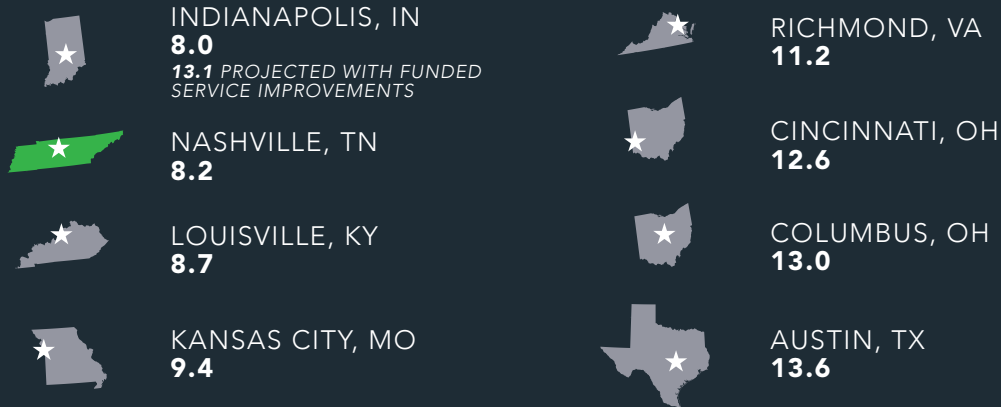 INDIANAPOLIS, IN
8.0
13.1 PROJECTED WITH FUNDED
SERVICE IMPROVEMENTS
NASHVILLE, TN
8.2
LOUISVILLE, KY
8.7
KANSAS CITY, MO
9.4
RICHMOND, VA
11.2
CINCINNATI, OH
12.6
COLUMBUS, OH
13.0
AUSTIN, TX
13.6